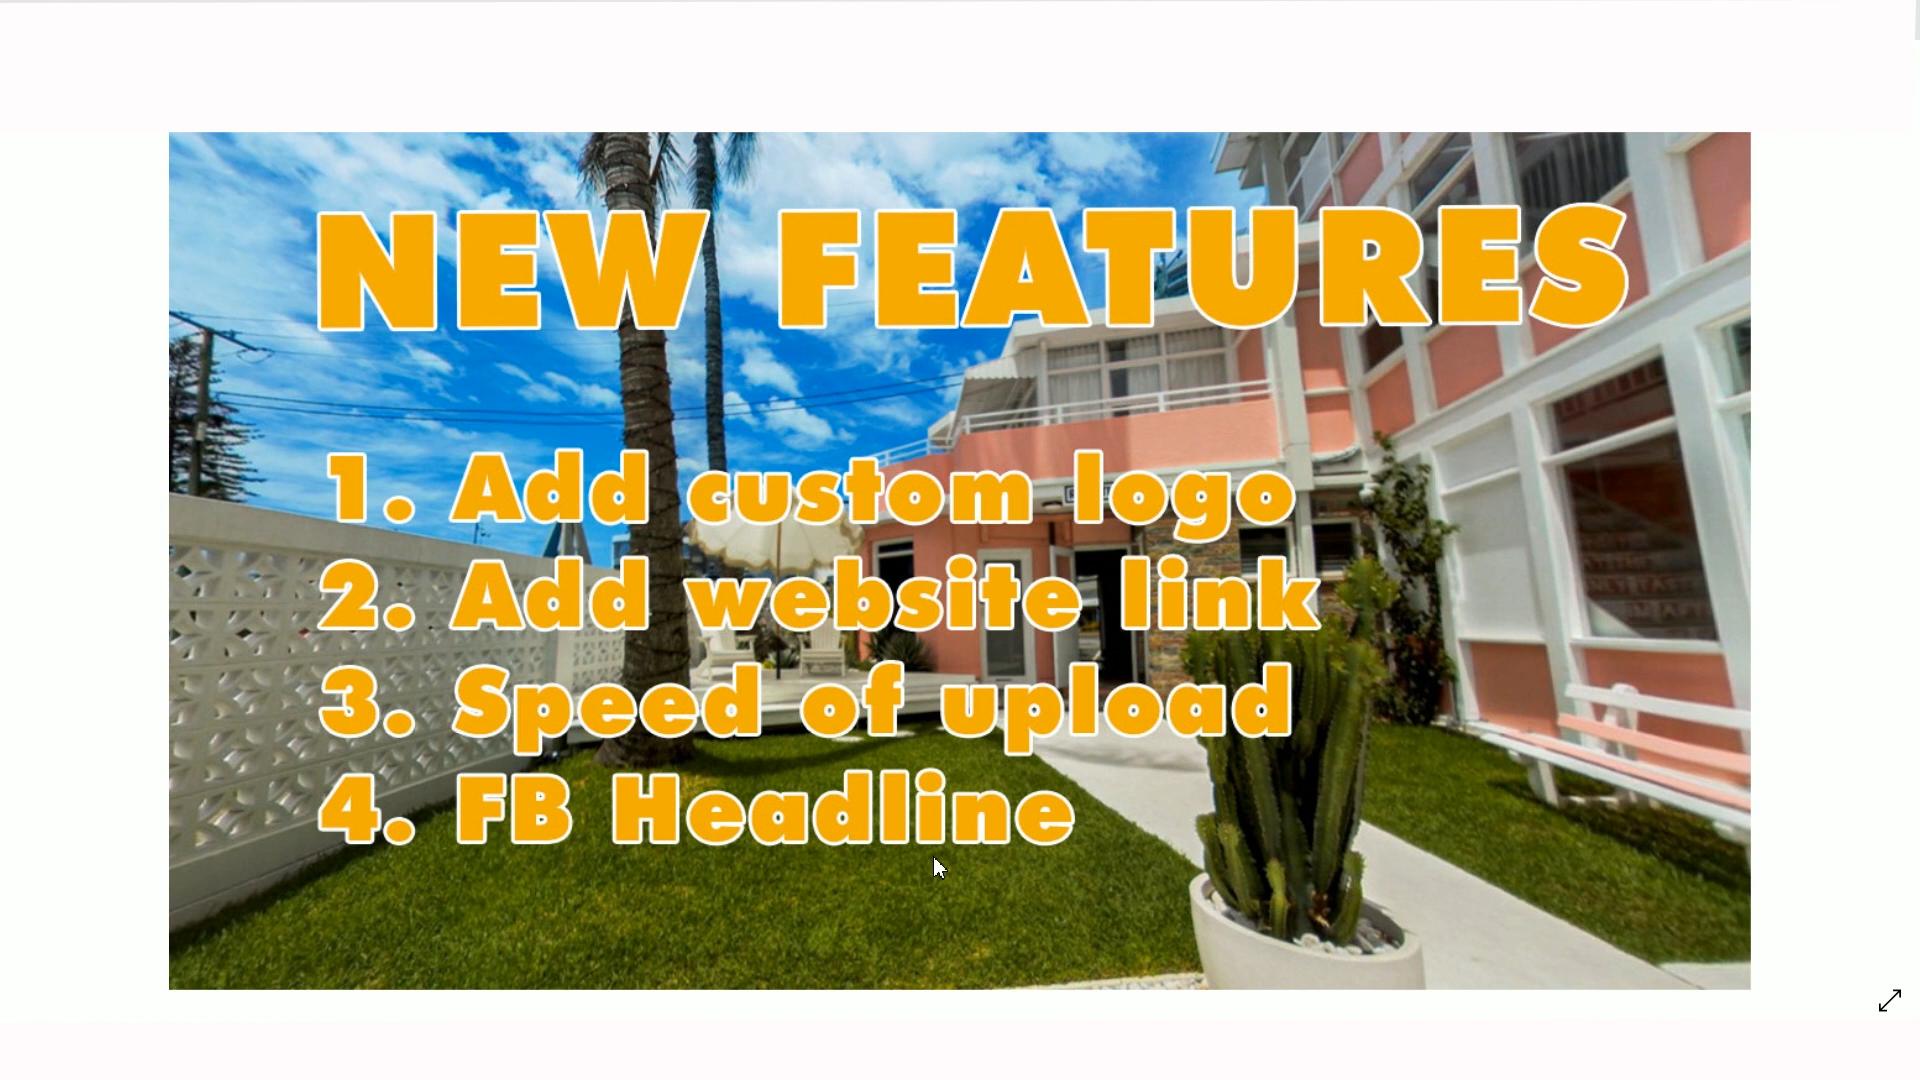 NEW FEATURES
1. Add custom logo
2. Add website link
3. Speed of upload
4. FB Headline